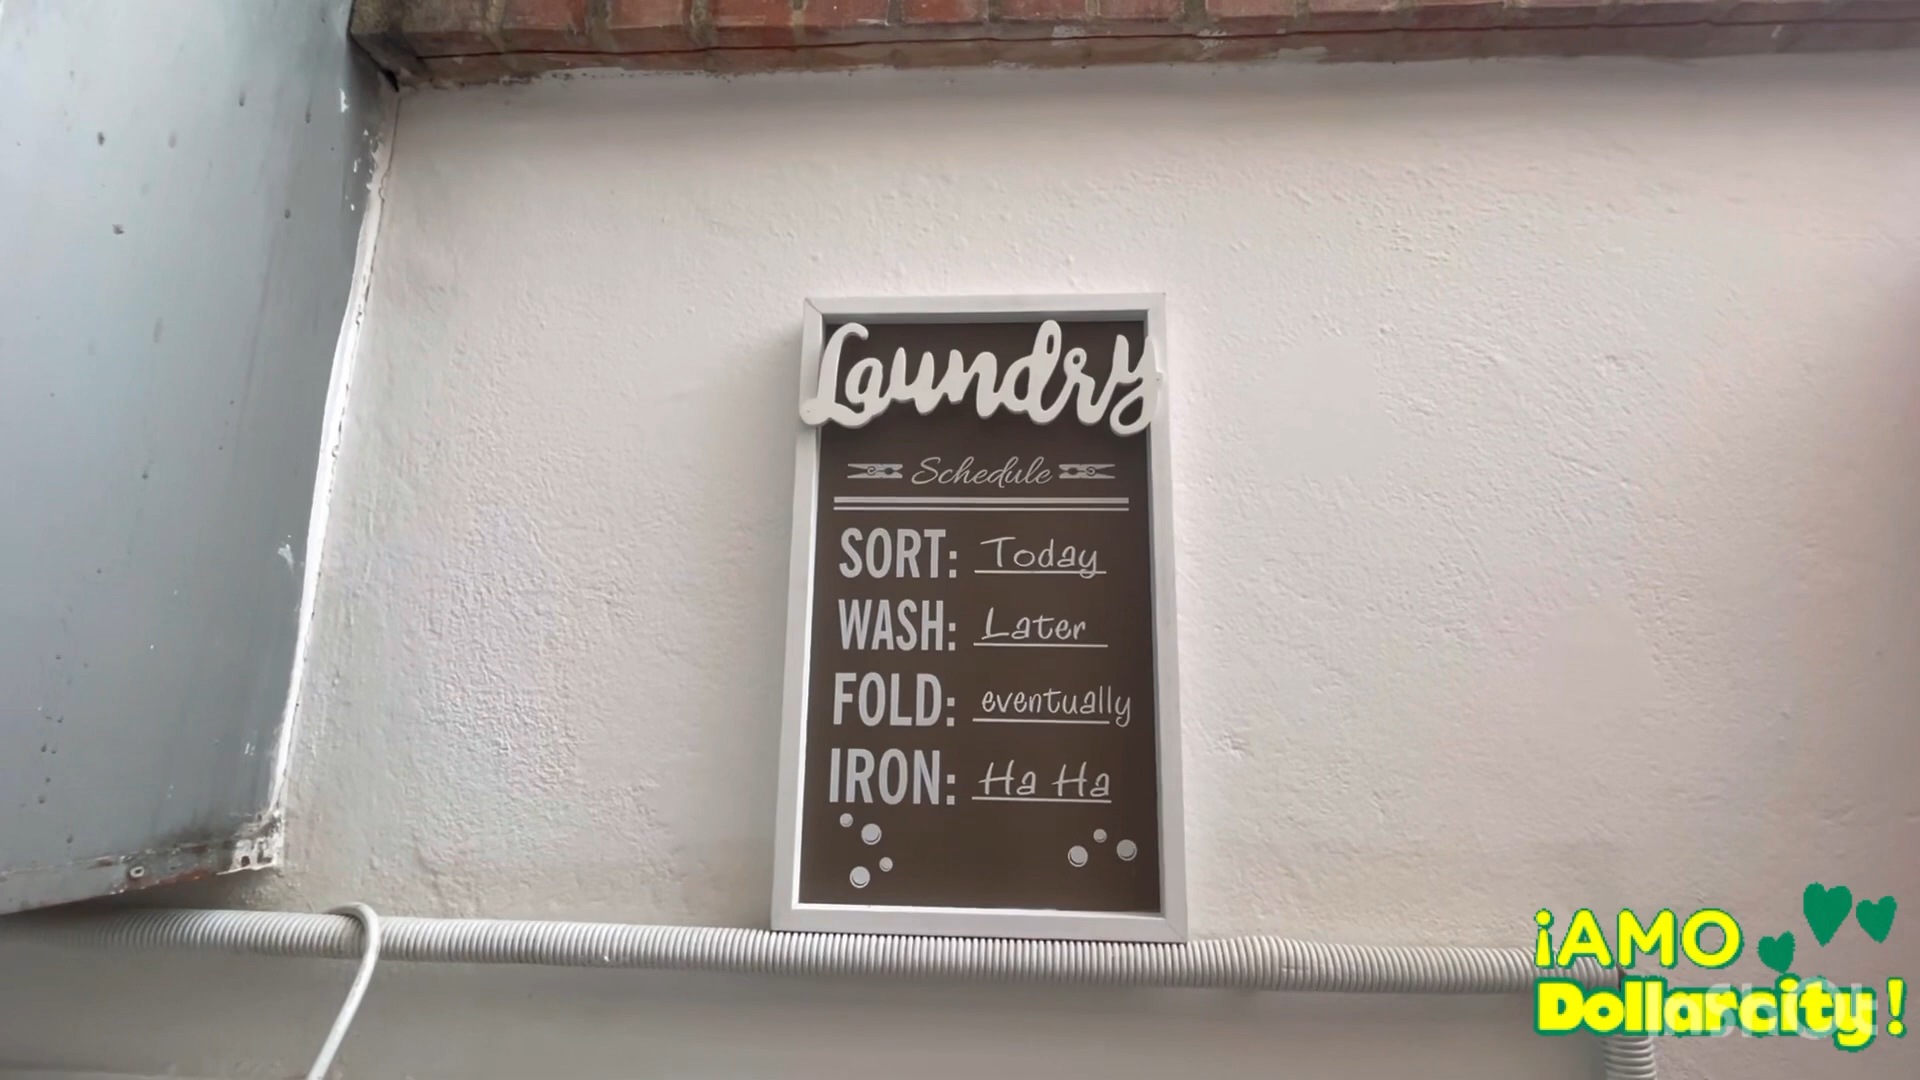 Laundry
Schedule
SORT: Today
WASH: Later
FOLD: eventually
IRON: Ha Ha
¡AMO
Dollarcity!